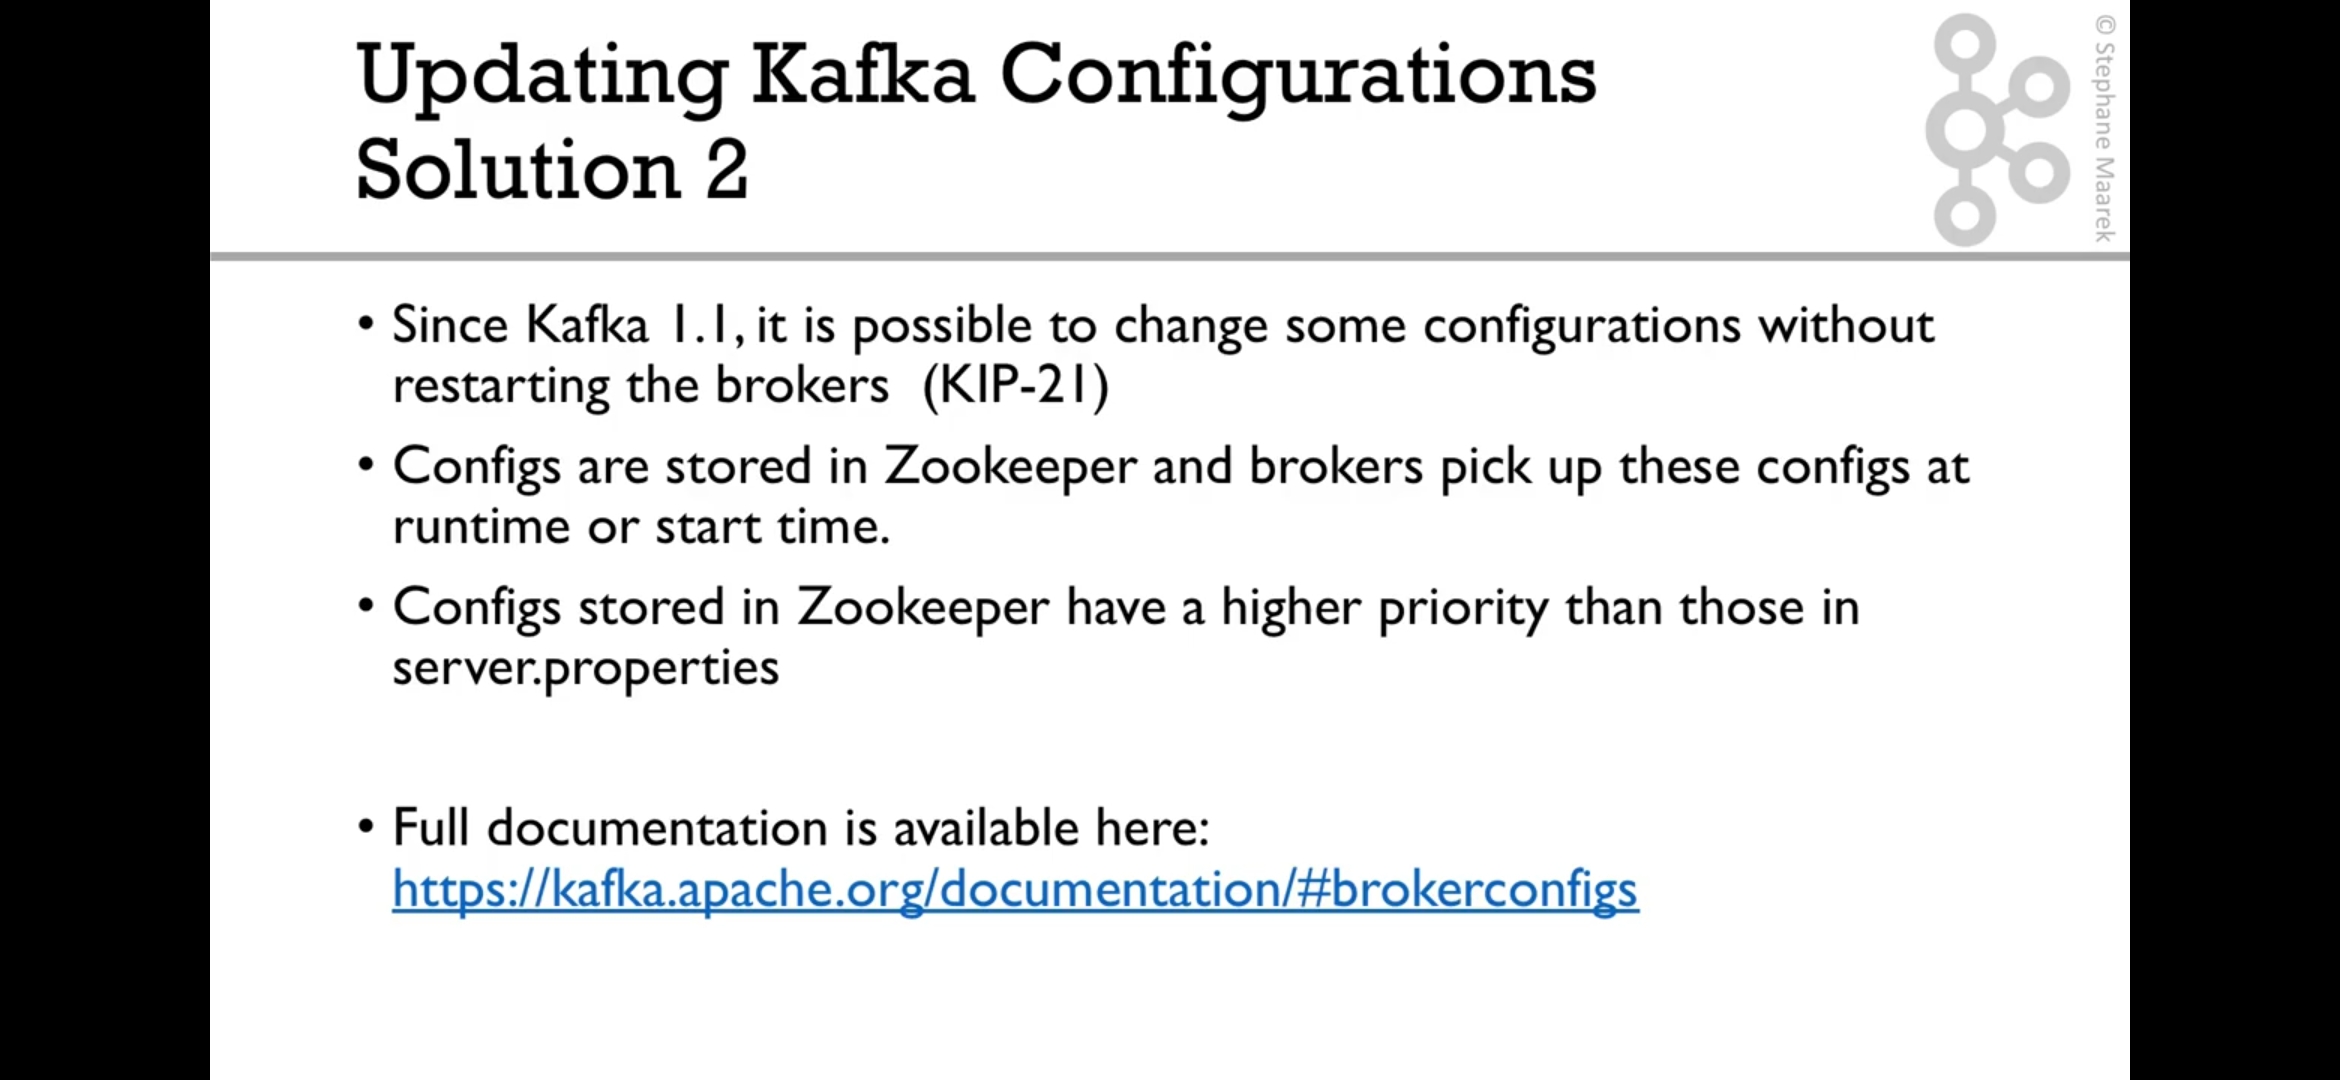 Updating Kafka Configurations
Solution 2
© Stephane Maarek
• Since Kafka 1.1, it is possible to change some configurations without
restarting the brokers  (KIP-21)
• Configs are stored in Zookeeper and brokers pick up these configs at
runtime or start time.
• Configs stored in Zookeeper have a higher priority than those in
server.properties
• Full documentation is available here:
https://kafka.apache.org/documentation/#brokerconfigs